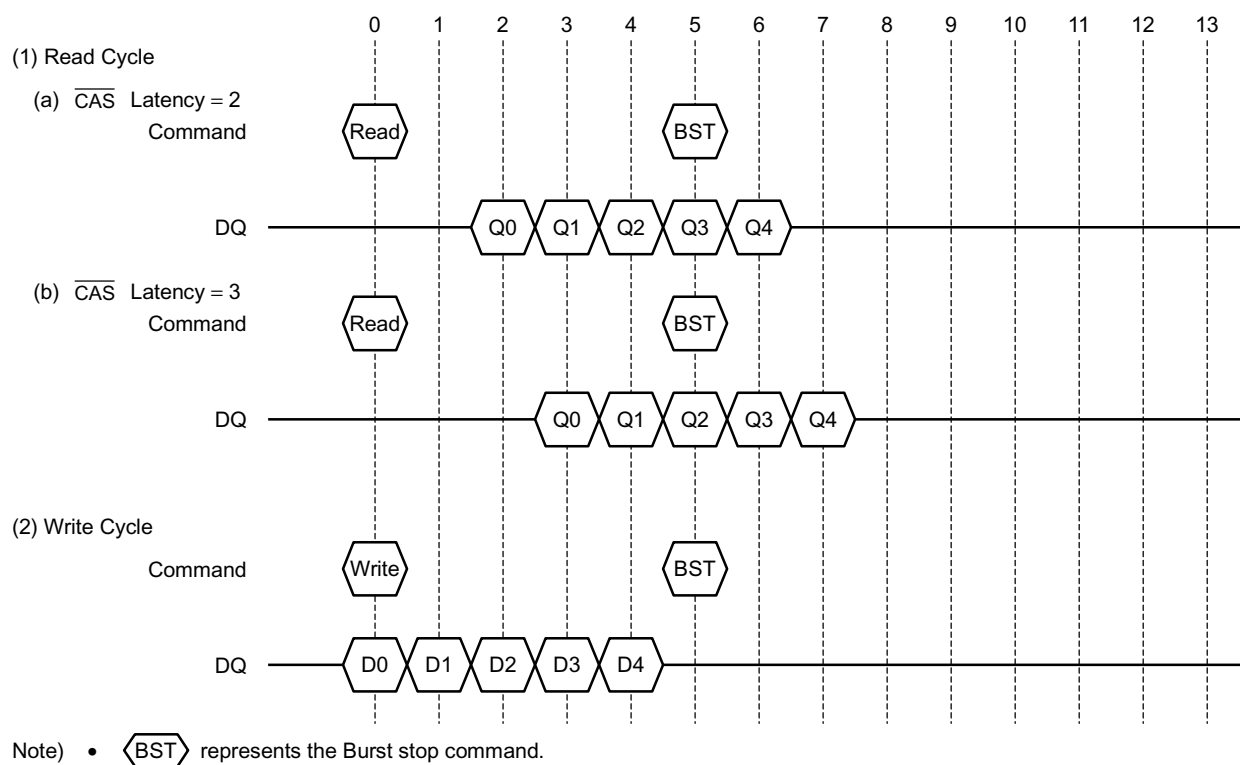 0 1 2 3 4 5 6 7 8 9 10 11 12 13
(1) Read Cycle
(a) CAS Latency = 2
Command Read BST
DQ Q0 Q1 Q2 Q3 Q4
(b) CAS Latency = 3
Command Read BST
DQ Q0 Q1 Q2 Q3 Q4
(2) Write Cycle
Command Write BST
DQ D0 D1 D2 D3 D4
Note) • BST represents the Burst stop command.